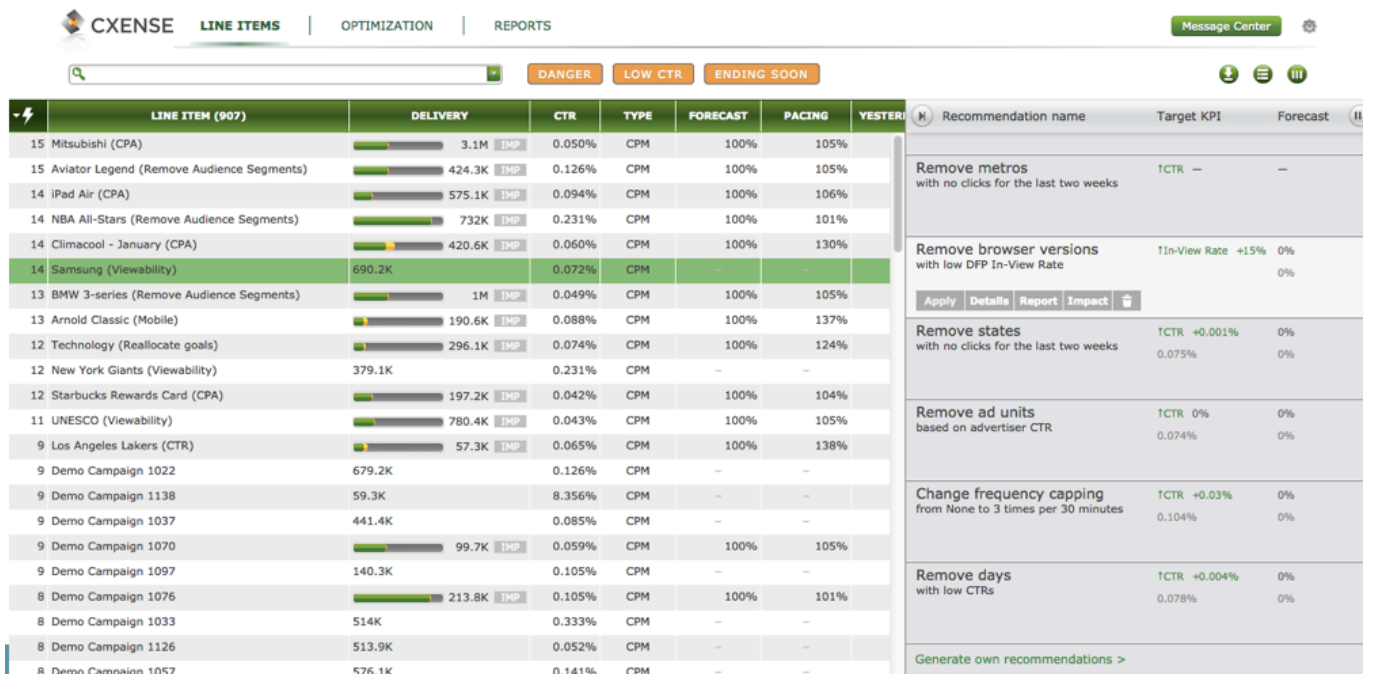 CXENSE LINE ITEMS OPTIMIZATION REPORTS Message Center
DANGER LOW CTR ENDING SOON
LINE ITEM (907) DELIVERY CTR TYPE FORECAST PACING YESTER
15 Mitsubishi (CPA) 3.1M IMP 0.050% CPM 100% 105%
15 Aviator Legend (Remove Audience Segments) 424.3K IMP 0.126% CPM 100% 105%
14 iPad Air (CPA) 575.1K IMP 0.094% CPM 100% 106%
14 NBA All-Stars (Remove Audience Segments) 732K IMP 0.231% CPM 100% 101%
14 Climacool - January (CPA) 420.6K IMP 0.060% CPM 100% 130%
14 Samsung (Viewability) 690.2K 0.072% CPM – –
13 BMW 3-series (Remove Audience Segments) 1M IMP 0.049% CPM 100% 105%
13 Arnold Classic (Mobile) 190.6K IMP 0.088% CPM 100% 137%
12 Technology (Reallocate goals) 296.1K IMP 0.074% CPM 100% 124%
12 New York Giants (Viewability) 379.1K 0.231% CPM – –
12 Starbucks Rewards Card (CPA) 197.2K IMP 0.042% CPM 100% 104%
11 UNESCO (Viewability) 780.4K IMP 0.043% CPM 100% 105%
9 Los Angeles Lakers (CTR) 57.3K IMP 0.065% CPM 100% 138%
9 Demo Campaign 1022 679.2K 0.126% CPM – –
9 Demo Campaign 1138 59.3K 8.356% CPM – –
9 Demo Campaign 1037 441.4K 0.085% CPM – –
9 Demo Campaign 1070 99.7K IMP 0.059% CPM 100% 105%
9 Demo Campaign 1097 140.3K 0.105% CPM – –
8 Demo Campaign 1076 213.8K IMP 0.105% CPM 100% 101%
8 Demo Campaign 1033 514K 0.333% CPM – –
8 Demo Campaign 1126 513.9K 0.052% CPM – –
8 Demo Campaign 1057 576.1K 0.141% CPM
Recommendation name Target KPI Forecast
Remove metros ↑CTR — —
with no clicks for the last two weeks
Remove browser versions ↑In-View Rate +15% 0%
with low DFP In-View Rate
0%
Apply Details Report Impact
Remove states ↑CTR +0.001% 0%
with no clicks for the last two weeks
0.075% 0%
Remove ad units ↑CTR 0% 0%
based on advertiser CTR
0.074% 0%
Change frequency capping ↑CTR +0.03% 0%
from None to 3 times per 30 minutes
0.104% 0%
Remove days ↑CTR +0.004% 0%
with low CTRs
0.078% 0%
Generate own recommendations >